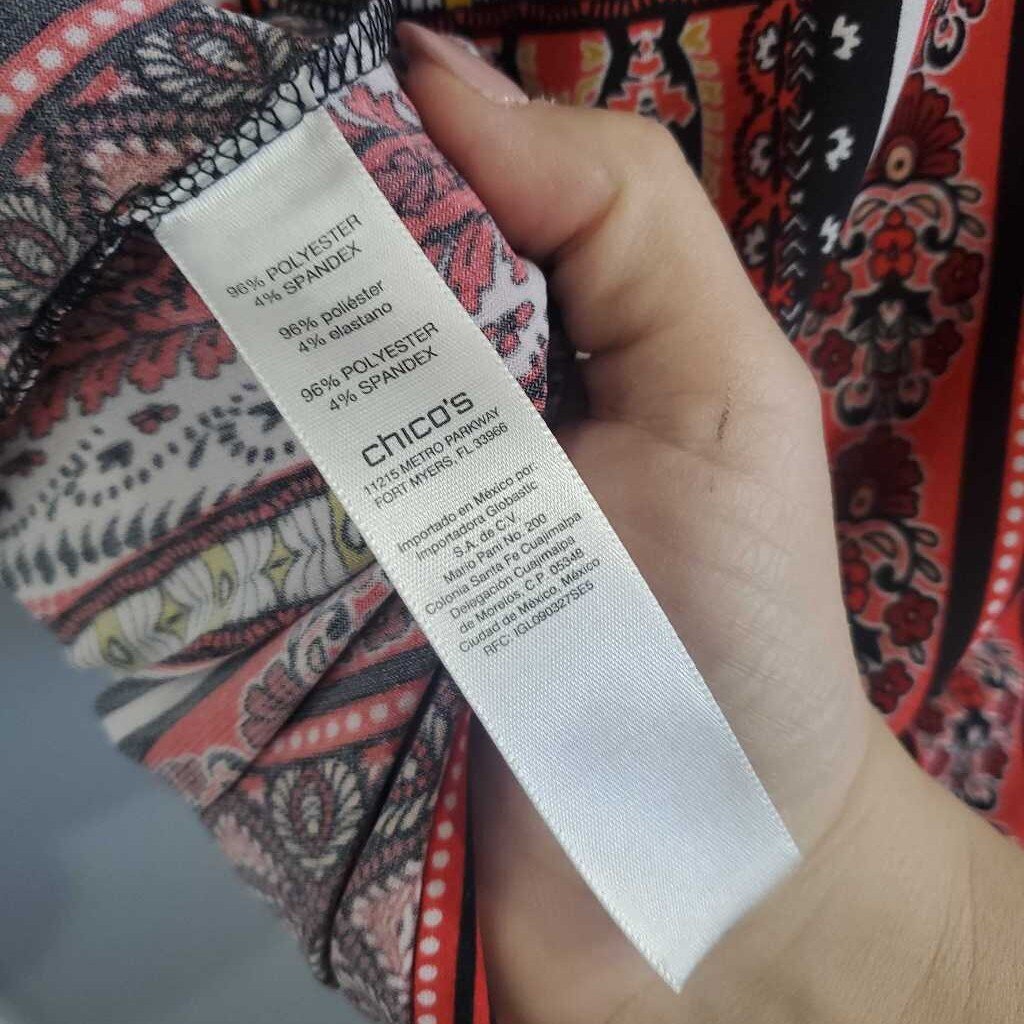 96% POLYESTER
4% SPANDEX
96% poliéster
4% elastano
96% POLYESTER
4% SPANDEX
chico's
11215 METRO PARKWAY
FORT MYERS, FL 33966
Importado en México por:
Importadora Globastic
S.A. de C.V.
Mario Pani No. 200
Colonia Santa Fe Cuajimalpa
Delegación Cuajimalpa
de Morelos, C.P. 05348
Ciudad de México, México
RFC: IGL090327SE5